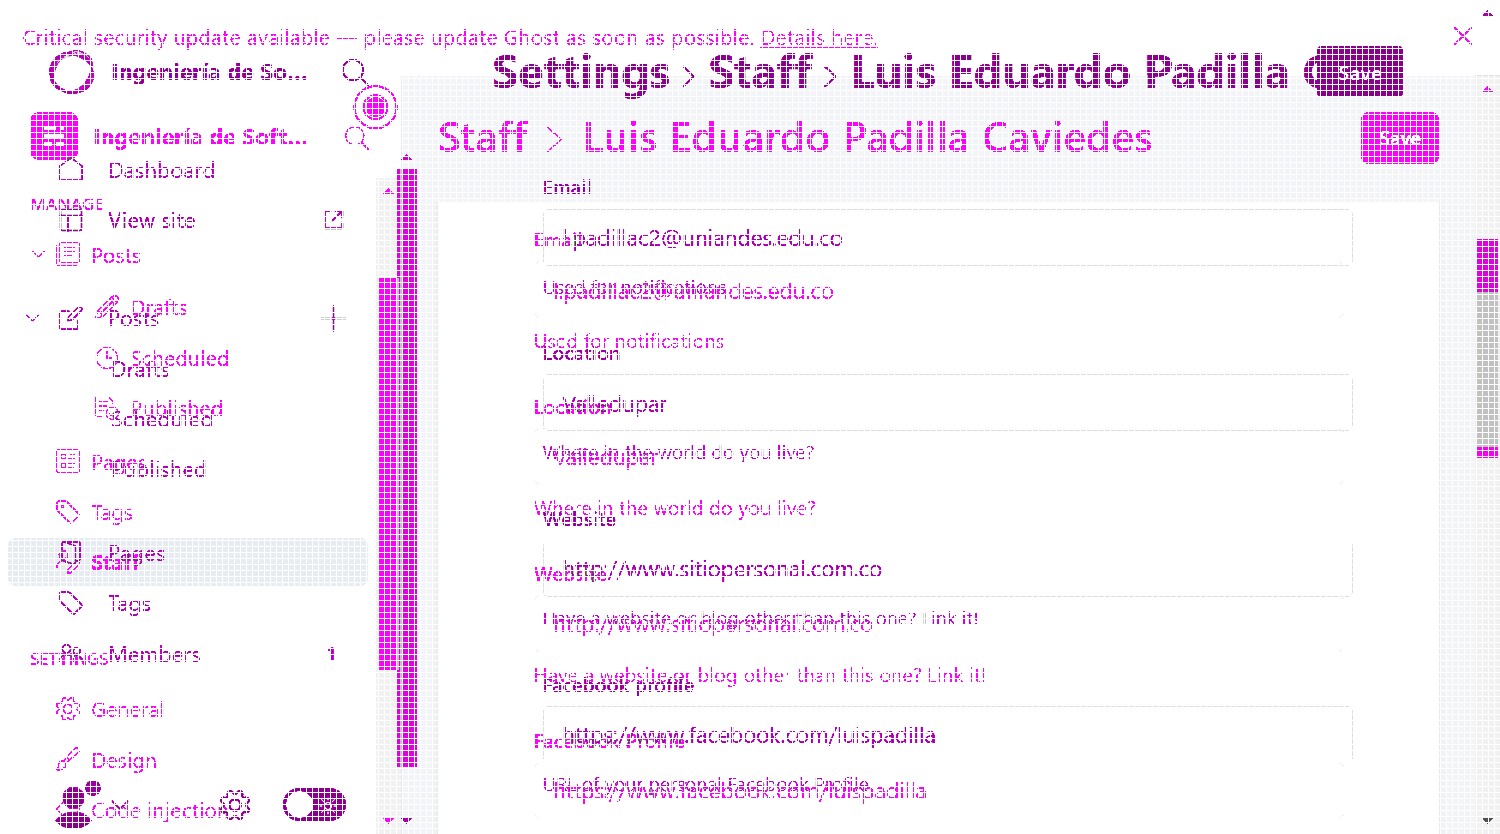 Critical security update available — please update Ghost as soon as possible. Details here.
Ingeniería de So...
Settings › Staff › Luis Eduardo Padilla
Save
Ingeniería de Soft...
Staff > Luis Eduardo Padilla Caviedes
Save
Dashboard
Email
MANAGE
View site
Email
lpadillac2@uniandes.edu.co
Posts
Used for notifications
lpadillac2@uniandes.edu.co
Drafts
Posts
Used for notifications
Location
Scheduled
Drafts
Location
Valledupar
Published
Scheduled
Where in the world do you live?
Valledupar
Pages
Published
Where in the world do you live?
Website
Tags
Pages
Staff
Website
http://www.sitiopersonal.com.co
Tags
Have a website or blog other than this one? Link it!
http://www.sitiopersonal.com.co
Members 1
SETTINGS
Have a website or blog other than this one? Link it!
Facebook profile
General
Facebook Profile
https://www.facebook.com/luispadilla
Design
URL of your personal Facebook Profile
https://www.facebook.com/luispadilla
Code injection